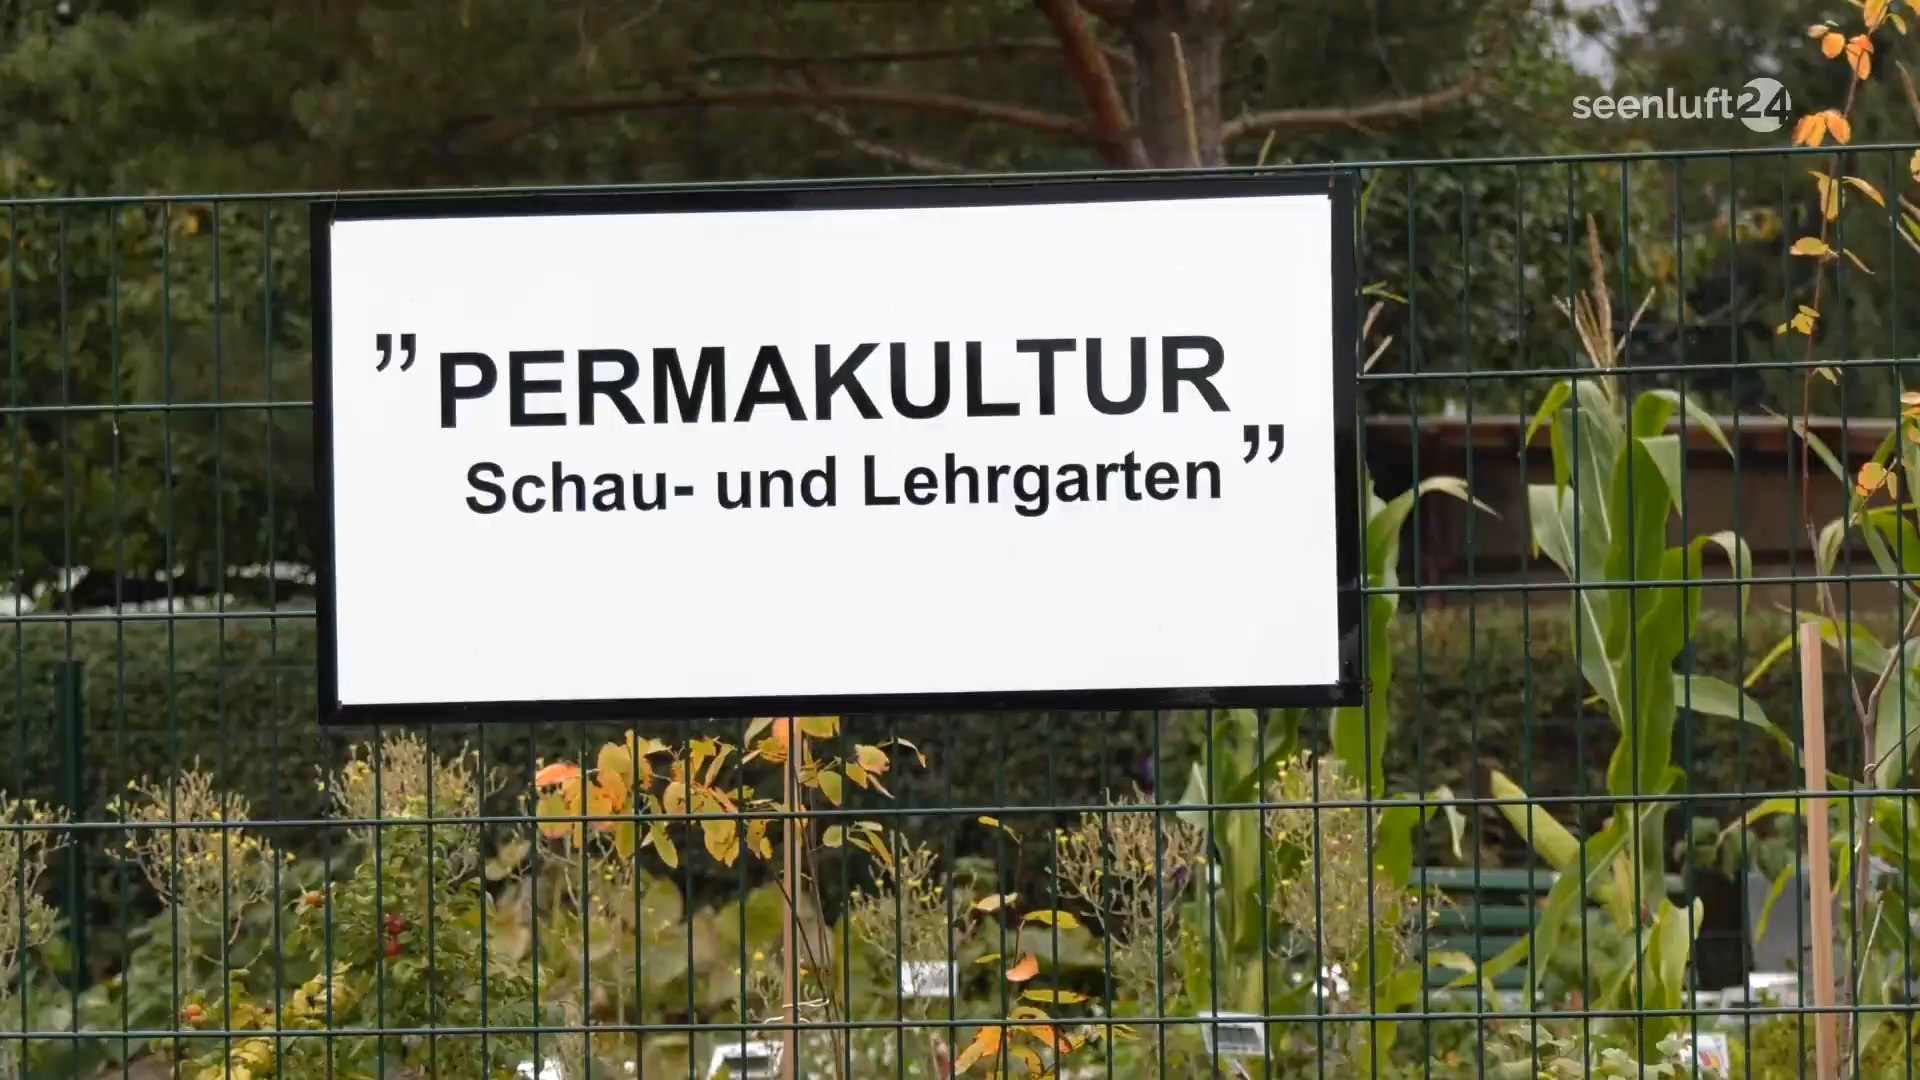 seenluft24
”PERMAKULTUR
Schau- und Lehrgarten”